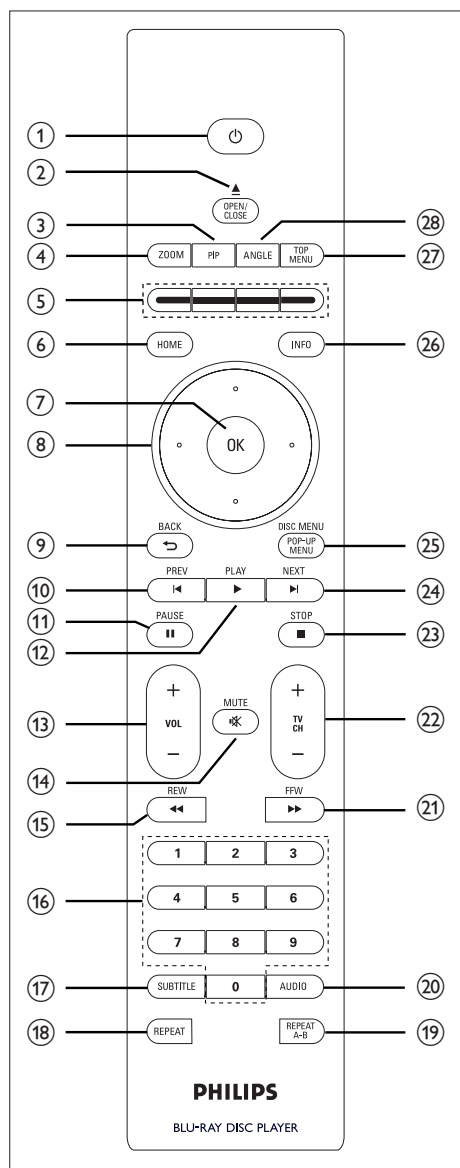 ①
②
OPEN/
CLOSE
③ ㉘
④ ZOOM PIP ANGLE TOP
MENU ㉗
⑤
⑥ HOME INFO ㉖
⑦
⑧ OK
BACK DISC MENU
⑨ POP-UP
MENU ㉕
PREV PLAY NEXT
⑩ ㉔
⑪ PAUSE STOP
⑫ ㉓
+ +
⑬ VOL MUTE TV
CH ㉒
− −
⑭
REW FFW
⑮ ㉑
1 2 3
⑯ 4 5 6
7 8 9
⑰ SUBTITLE 0 AUDIO ⑳
⑱ REPEAT REPEAT
A-B ⑲
PHILIPS
BLU-RAY DISC PLAYER